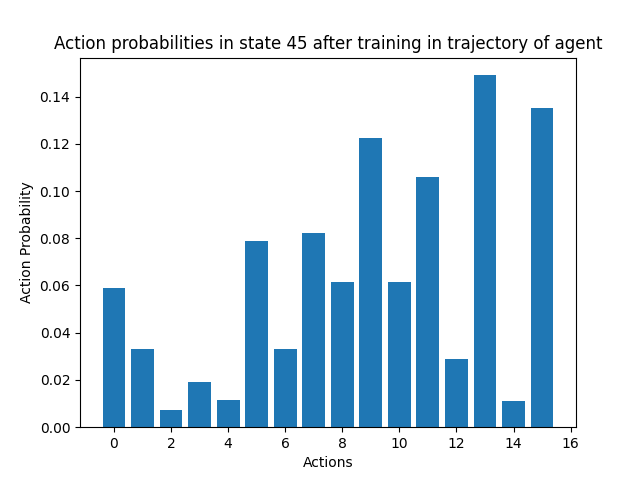 Action probabilities in state 45 after training in trajectory of agent
0.14
0.12
0.10
0.08
0.06
0.04
0.02
0.00
Action Probability
0 2 4 6 8 10 12 14 16
Actions